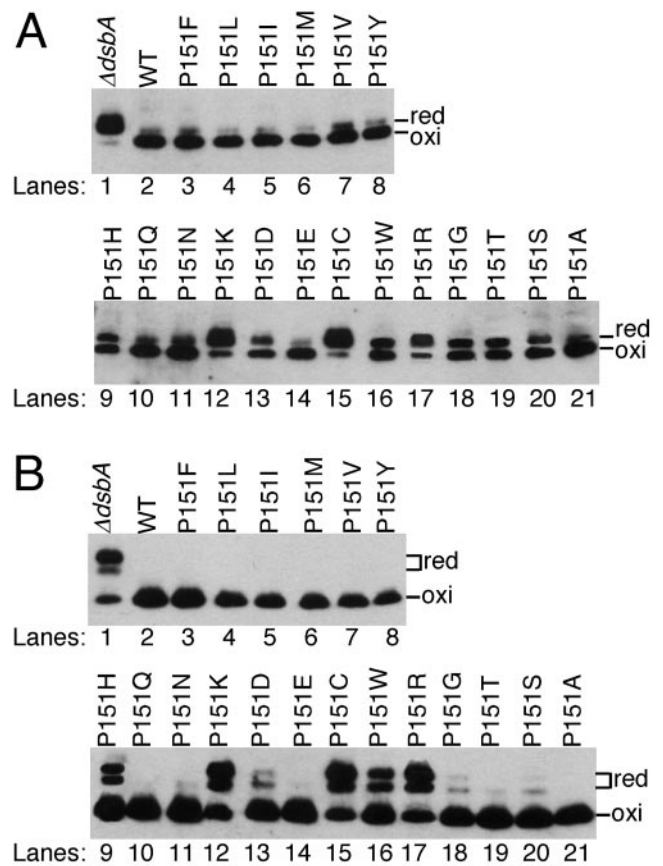 A
ΔdsbA WT P151F P151L P151I P151M P151V P151Y
red
oxi
Lanes: 1 2 3 4 5 6 7 8
P151H P151Q P151N P151K P151D P151E P151C P151W P151R P151G P151T P151S P151A
red
oxi
Lanes: 9 10 11 12 13 14 15 16 17 18 19 20 21
B
ΔdsbA WT P151F P151L P151I P151M P151V P151Y
red
oxi
Lanes: 1 2 3 4 5 6 7 8
P151H P151Q P151N P151K P151D P151E P151C P151W P151R P151G P151T P151S P151A
red
oxi
Lanes: 9 10 11 12 13 14 15 16 17 18 19 20 21